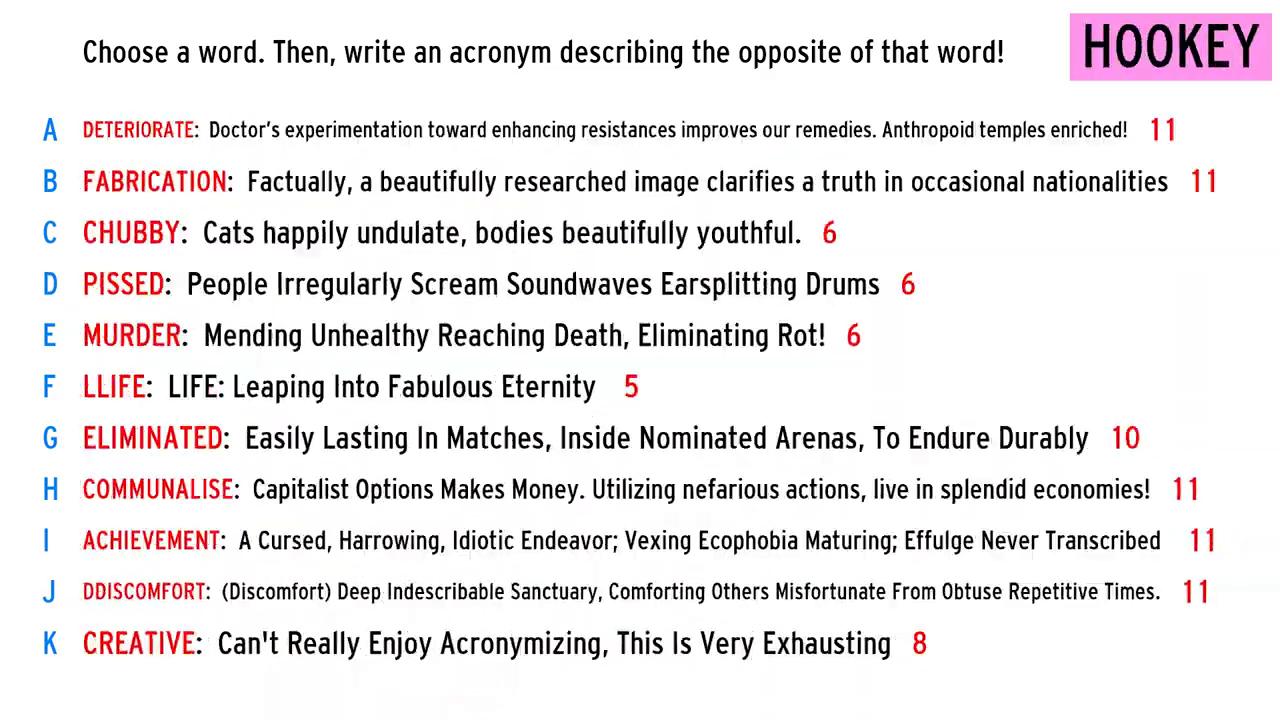 Choose a word. Then, write an acronym describing the opposite of that word!
HOOKEY
A DETERIORATE: Doctor's experimentation toward enhancing resistances improves our remedies. Anthropoid temples enriched! 11
B FABRICATION: Factually, a beautifully researched image clarifies a truth in occasional nationalities 11
C CHUBBY: Cats happily undulate, bodies beautifully youthful. 6
D PISSED: People Irregularly Scream Soundwaves Earsplitting Drums 6
E MURDER: Mending Unhealthy Reaching Death, Eliminating Rot! 6
F LLIFE: LIFE: Leaping Into Fabulous Eternity 5
G ELIMINATED: Easily Lasting In Matches, Inside Nominated Arenas, To Endure Durably 10
H COMMUNALISE: Capitalist Options Makes Money. Utilizing nefarious actions, live in splendid economies! 11
I ACHIEVEMENT: A Cursed, Harrowing, Idiotic Endeavor; Vexing Ecophobia Maturing; Effulge Never Transcribed 11
J DDISCOMFORT: (Discomfort) Deep Indescribable Sanctuary, Comforting Others Misfortunate From Obtuse Repetitive Times. 11
K CREATIVE: Can't Really Enjoy Acronymizing, This Is Very Exhausting 8